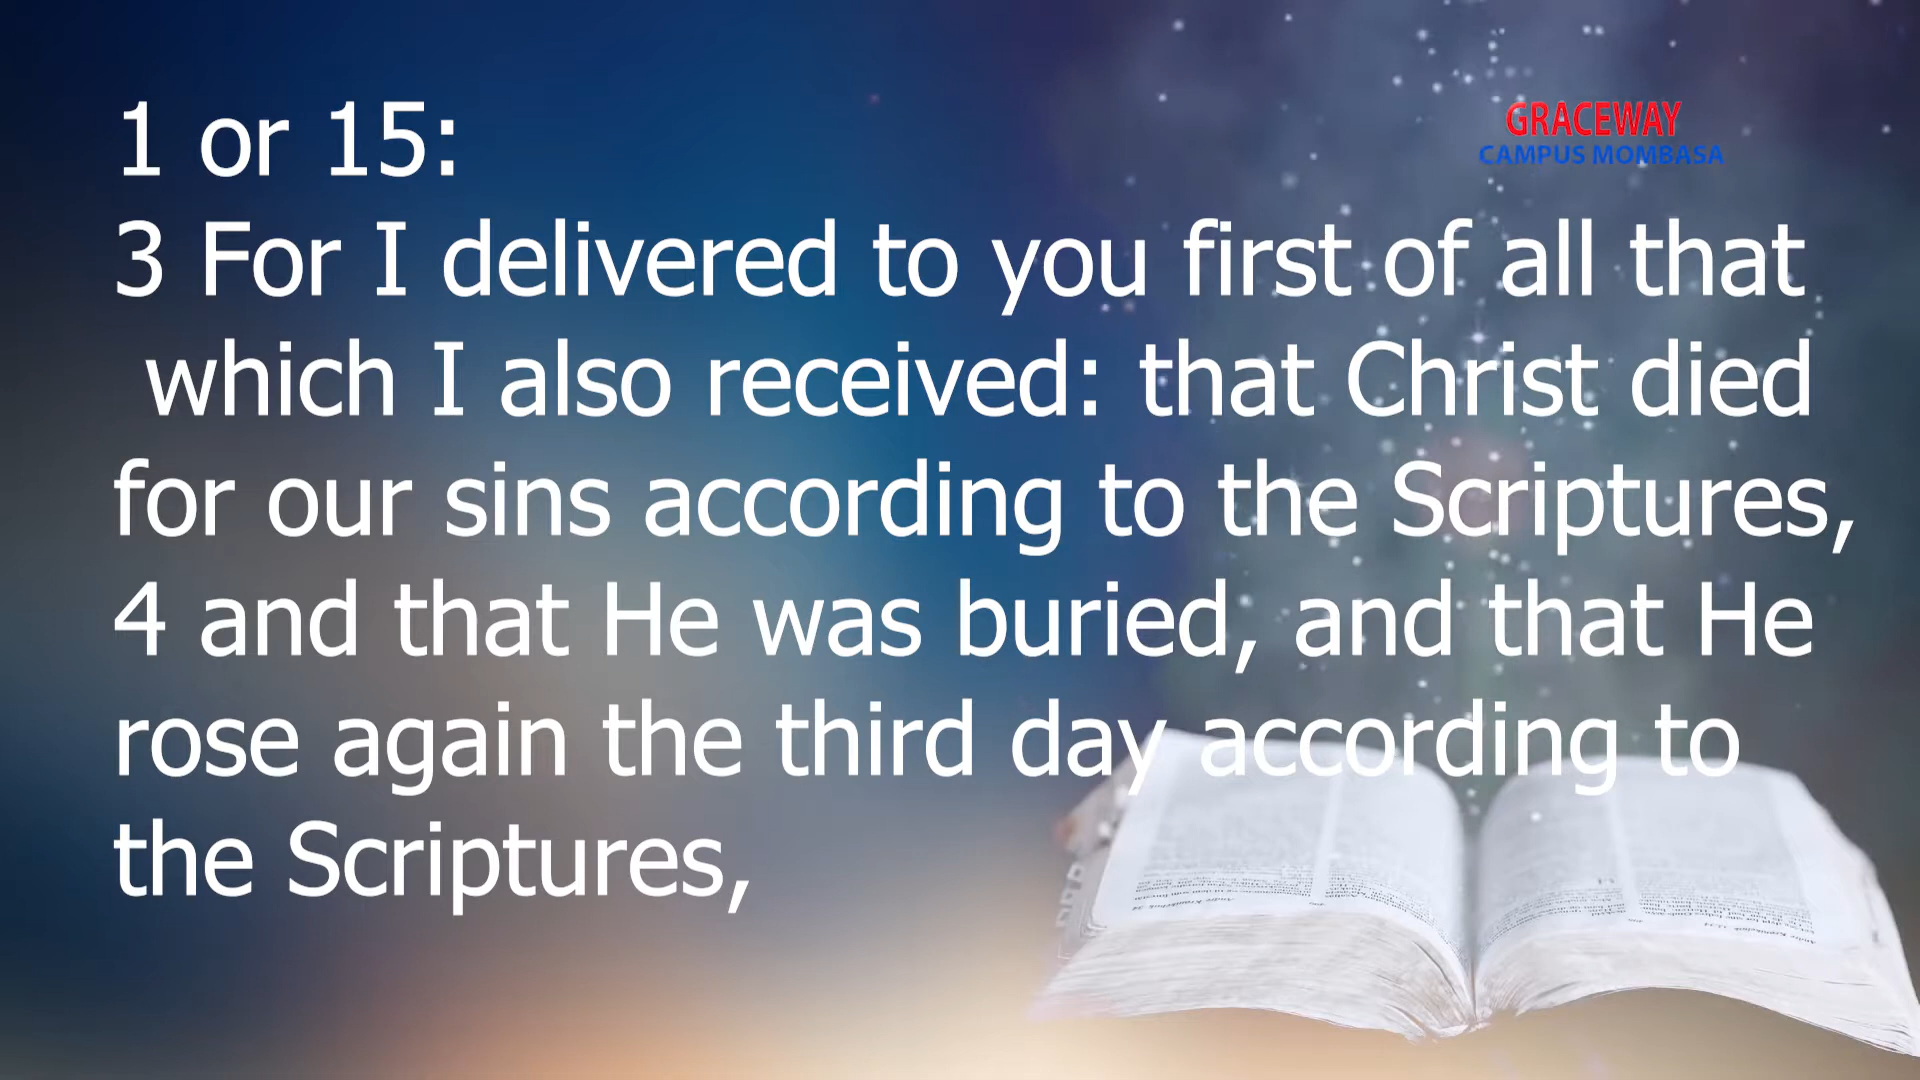 1 or 15:
GRACEWAY
CAMPUS MOMBASA
3 For I delivered to you first of all that
which I also received: that Christ died
for our sins according to the Scriptures,
4 and that He was buried, and that He
rose again the third day according to
the Scriptures,